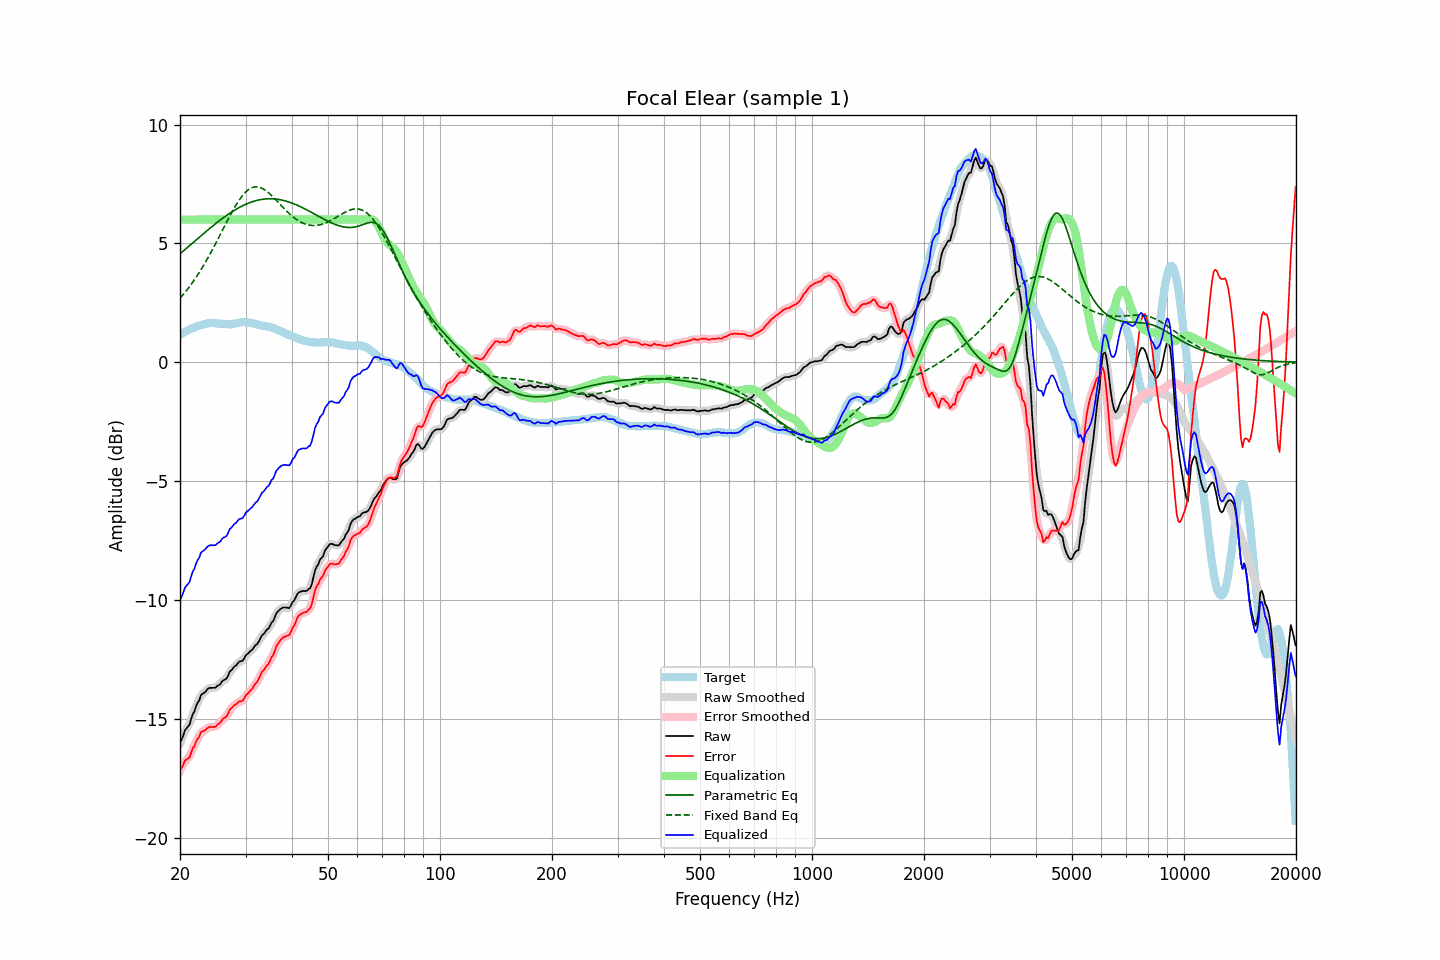 Focal Elear (sample 1)
10
5
0
−5
−10
−15
−20
Amplitude (dBr)
Target
Raw Smoothed
Error Smoothed
Raw
Error
Equalization
Parametric Eq
Fixed Band Eq
Equalized
20
50
100
200
500
1000
2000
5000
10000
20000
Frequency (Hz)